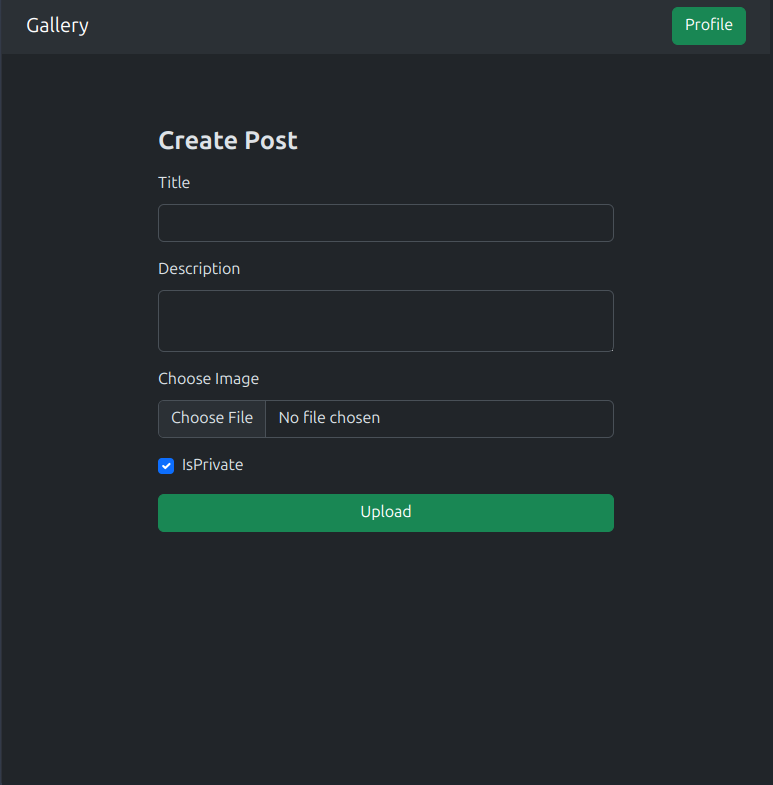 Gallery
Profile
Create Post
Title
Description
Choose Image
Choose File No file chosen
IsPrivate
Upload